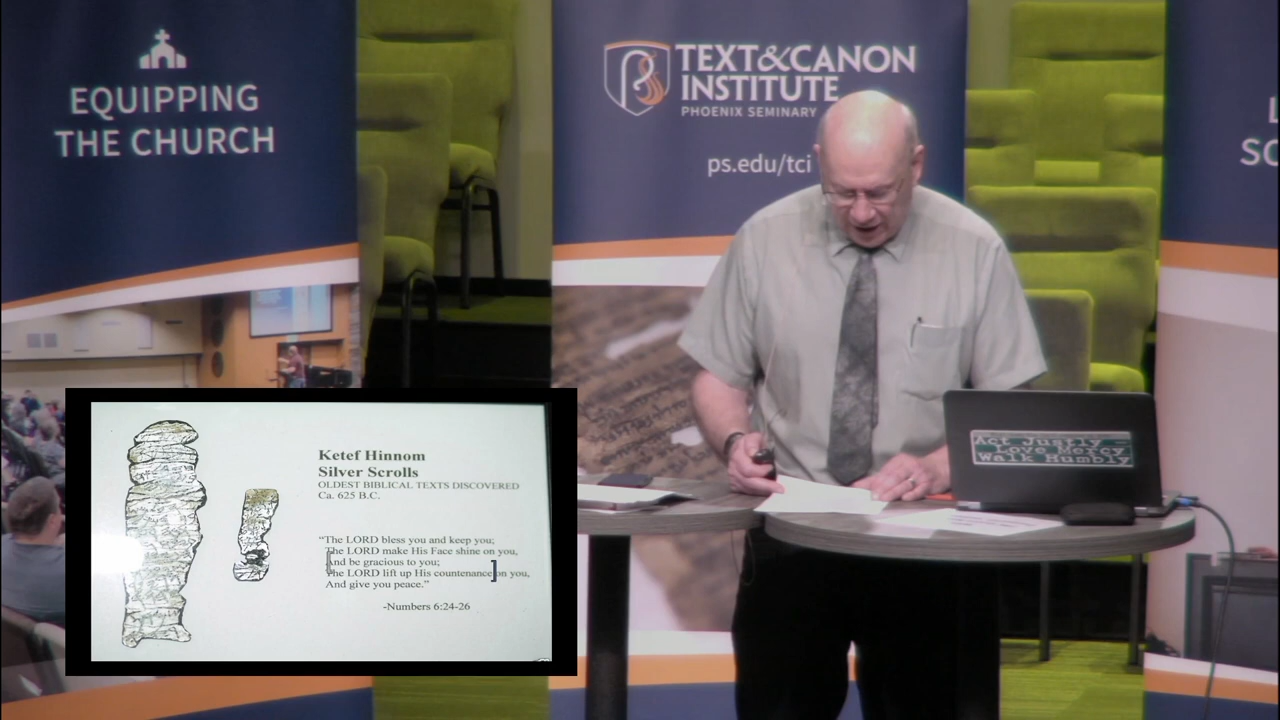 EQUIPPING
THE CHURCH
TEXT&CANON
INSTITUTE
PHOENIX SEMINARY
ps.edu/tci
L
SC
Act Justly –
Love Mercy
Walk Humbly
Ketef Hinnom
Silver Scrolls
OLDEST BIBLICAL TEXTS DISCOVERED
Ca. 625 B.C.
“The LORD bless you and keep you;
[The LORD make His Face shine on you,
And be gracious to you;
The LORD lift up His countenance]on you,
And give you peace.”
-Numbers 6:24-26